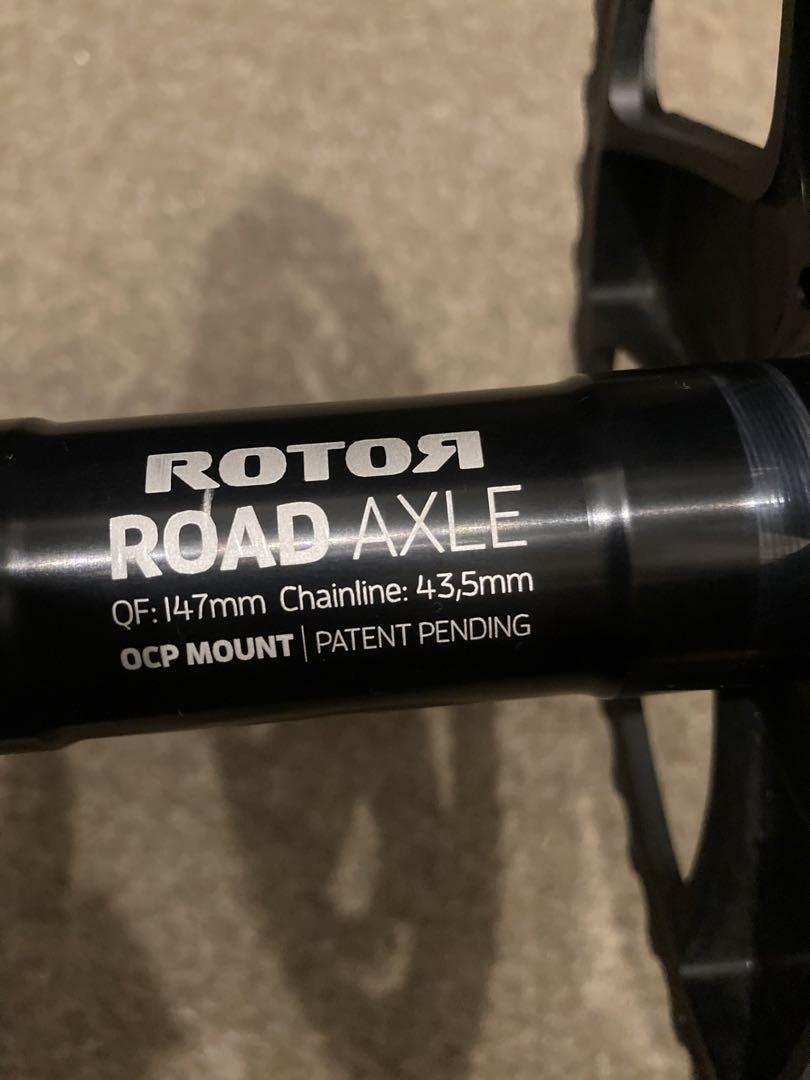 ROTOR
ROAD AXLE
QF: 147mm Chainline: 43,5mm
OCP MOUNT | PATENT PENDING